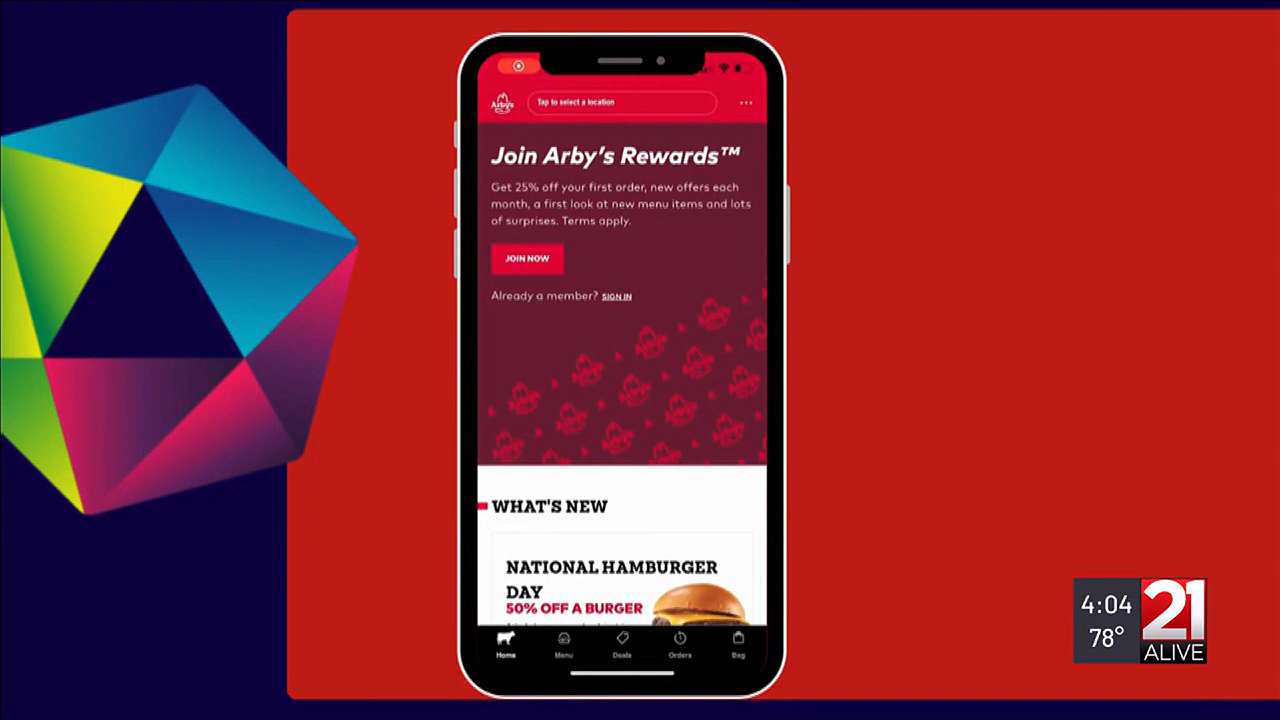 Arby's
Tap to select a location
Join Arby's Rewards™
Get 25% off your first order, new offers each
month, a first look at new menu items and lots
of surprises. Terms apply.
JOIN NOW
Already a member? SIGN IN
WHAT'S NEW
NATIONAL HAMBURGER
DAY
50% OFF A BURGER
Home Menu Deals Orders Bag
4:04
78°
21
ALIVE